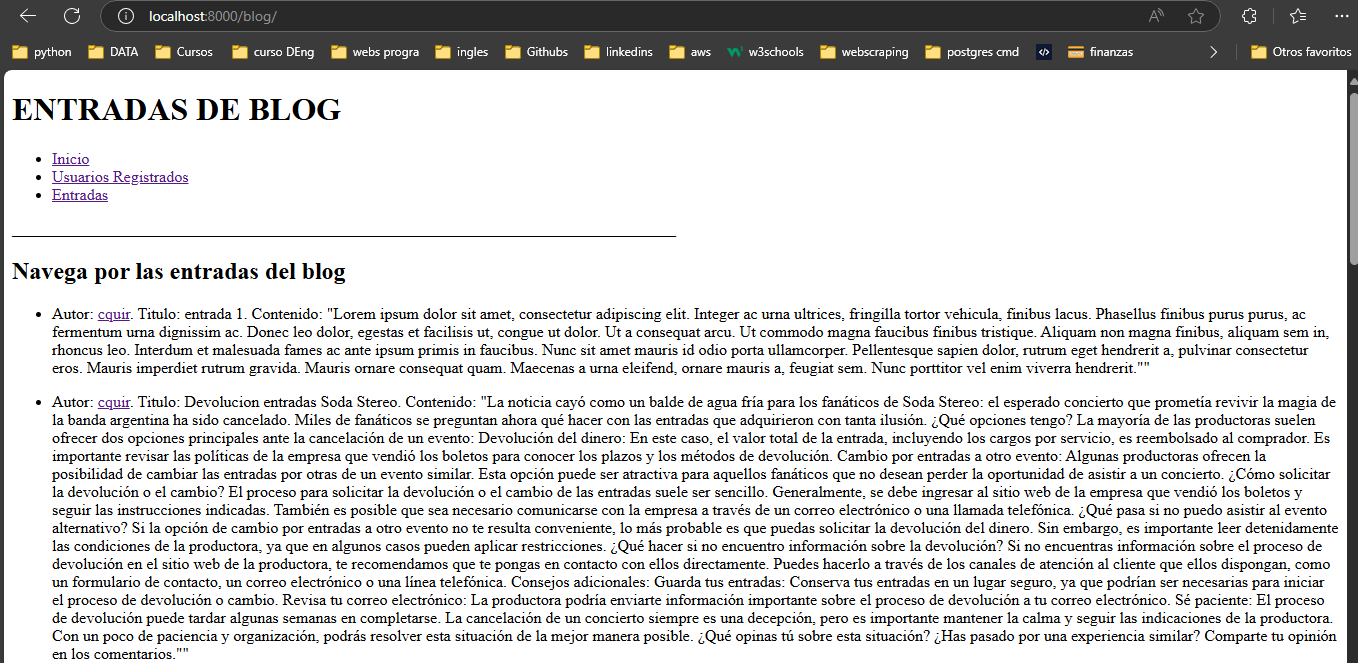 localhost:8000/blog/
python DATA Cursos curso DEng webs progra ingles Githubs linkedins aws w3schools webscraping postgres cmd finanzas Otros favoritos
ENTRADAS DE BLOG
Inicio
Usuarios Registrados
Entradas
Navega por las entradas del blog
Autor: cquir. Titulo: entrada 1. Contenido: "Lorem ipsum dolor sit amet, consectetur adipiscing elit. Integer ac urna ultrices, fringilla tortor vehicula, finibus lacus. Phasellus finibus purus purus, ac
fermentum urna dignissim ac. Donec leo dolor, egestas et facilisis ut, congue ut dolor. Ut a consequat arcu. Ut commodo magna faucibus finibus tristique. Aliquam non magna finibus, aliquam sem in,
rhoncus leo. Interdum et malesuada fames ac ante ipsum primis in faucibus. Nunc sit amet mauris id odio porta ullamcorper. Pellentesque sapien dolor, rutrum eget hendrerit a, pulvinar consectetur
eros. Mauris imperdiet rutrum gravida. Mauris ornare consequat quam. Maecenas a urna eleifend, ornare mauris a, feugiat sem. Nunc porttitor vel enim viverra hendrerit.""
Autor: cquir. Titulo: Devolucion entradas Soda Stereo. Contenido: "La noticia cayó como un balde de agua fría para los fanáticos de Soda Stereo: el esperado concierto que prometía revivir la magia de
la banda argentina ha sido cancelado. Miles de fanáticos se preguntan ahora qué hacer con las entradas que adquirieron con tanta ilusión. ¿Qué opciones tengo? La mayoría de las productoras suelen
ofrecer dos opciones principales ante la cancelación de un evento: Devolución del dinero: En este caso, el valor total de la entrada, incluyendo los cargos por servicio, es reembolsado al comprador. Es
importante revisar las políticas de la empresa que vendió los boletos para conocer los plazos y los métodos de devolución. Cambio por entradas a otro evento: Algunas productoras ofrecen la
posibilidad de cambiar las entradas por otras de un evento similar. Esta opción puede ser atractiva para aquellos fanáticos que no desean perder la oportunidad de asistir a un concierto. ¿Cómo solicitar
la devolución o el cambio? El proceso para solicitar la devolución o el cambio de las entradas suele ser sencillo. Generalmente, se debe ingresar al sitio web de la empresa que vendió los boletos y
seguir las instrucciones indicadas. También es posible que sea necesario comunicarse con la empresa a través de un correo electrónico o una llamada telefónica. ¿Qué pasa si no puedo asistir al evento
alternativo? Si la opción de cambio por entradas a otro evento no te resulta conveniente, lo más probable es que puedas solicitar la devolución del dinero. Sin embargo, es importante leer detenidamente
las condiciones de la productora, ya que en algunos casos pueden aplicar restricciones. ¿Qué hacer si no encuentro información sobre la devolución? Si no encuentras información sobre el proceso de
devolución en el sitio web de la productora, te recomendamos que te pongas en contacto con ellos directamente. Puedes hacerlo a través de los canales de atención al cliente que ellos dispongan, como
un formulario de contacto, un correo electrónico o una línea telefónica. Consejos adicionales: Guarda tus entradas: Conserva tus entradas en un lugar seguro, ya que podrían ser necesarias para iniciar
el proceso de devolución o cambio. Revisa tu correo electrónico: La productora podría enviarte información importante sobre el proceso de devolución a tu correo electrónico. Sé paciente: El proceso
de devolución puede tardar algunas semanas en completarse. La cancelación de un concierto siempre es una decepción, pero es importante mantener la calma y seguir las indicaciones de la productora.
Con un poco de paciencia y organización, podrás resolver esta situación de la mejor manera posible. ¿Qué opinas tú sobre esta situación? ¿Has pasado por una experiencia similar? Comparte tu opinión
en los comentarios.""